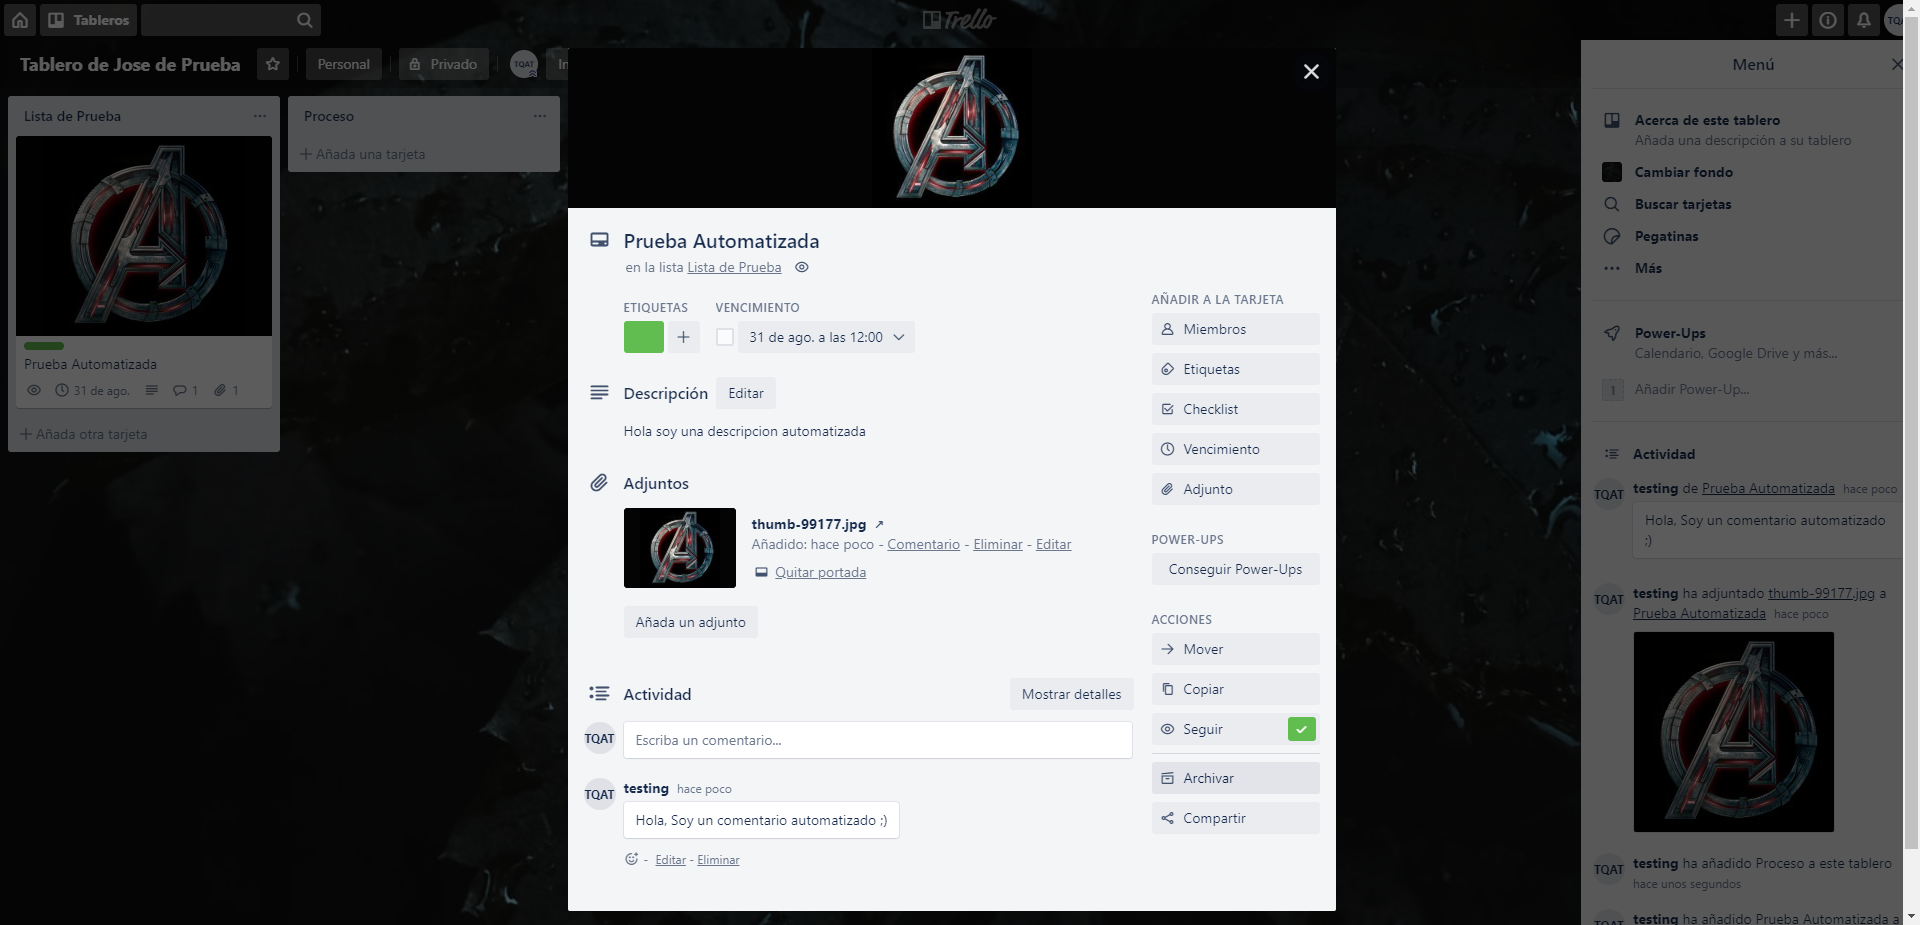 Tableros
Trello
TQA
Tablero de Jose de Prueba
Personal
Privado
TQAT
In
Lista de Prueba
Prueba Automatizada
31 de ago.
1
1
Añada otra tarjeta
Proceso
Añada una tarjeta
Prueba Automatizada
en la lista Lista de Prueba
ETIQUETAS
VENCIMIENTO
31 de ago. a las 12:00
Descripción
Editar
Hola soy una descripcion automatizada
Adjuntos
thumb-99177.jpg
Añadido: hace poco - Comentario - Eliminar - Editar
Quitar portada
Añada un adjunto
Actividad
Mostrar detalles
TQAT
Escriba un comentario...
TQAT
testing hace poco
Hola, Soy un comentario automatizado ;)
- Editar - Eliminar
AÑADIR A LA TARJETA
Miembros
Etiquetas
Checklist
Vencimiento
Adjunto
POWER-UPS
Conseguir Power-Ups
ACCIONES
Mover
Copiar
Seguir
Archivar
Compartir
Menú
Acerca de este tablero
Añada una descripción a su tablero
Cambiar fondo
Buscar tarjetas
Pegatinas
Más
Power-Ups
Calendario, Google Drive y más...
1
Añadir Power-Up...
Actividad
TQAT
testing de Prueba Automatizada hace poco
Hola, Soy un comentario automatizado
;)
TQAT
testing ha adjuntado thumb-99177.jpg a
Prueba Automatizada hace poco
TQAT
testing ha añadido Proceso a este tablero
hace unos segundos
TQAT
testing ha añadido Prueba Automatizada a